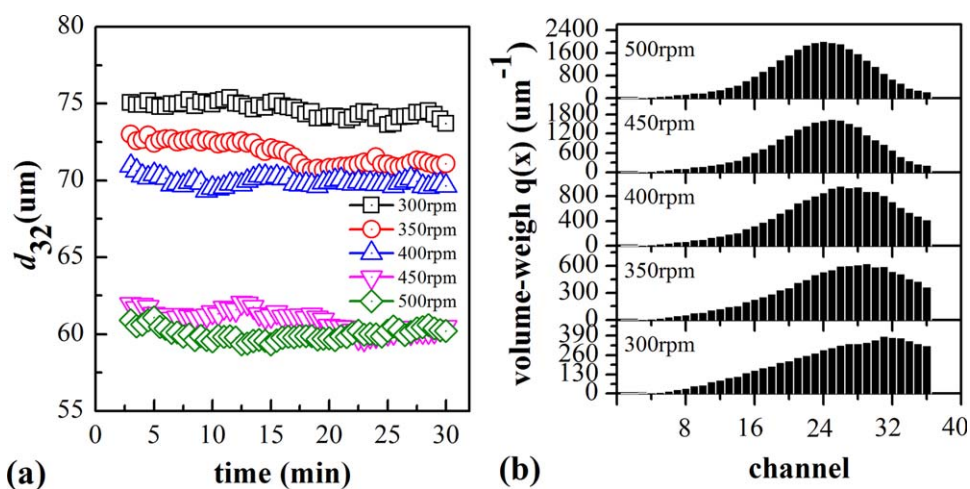 80
75
70
65
60
55
d32(um)
0 5 10 15 20 25 30 35
time (min)
300rpm
350rpm
400rpm
450rpm
500rpm
(a)
volume-weigh q(x) (um-1)
2400
1600
800
0
500rpm
1800
1200
600
0
450rpm
800
400
0
400rpm
600
300
0
350rpm
390
260
130
0
300rpm
8 16 24 32 40
channel
(b)